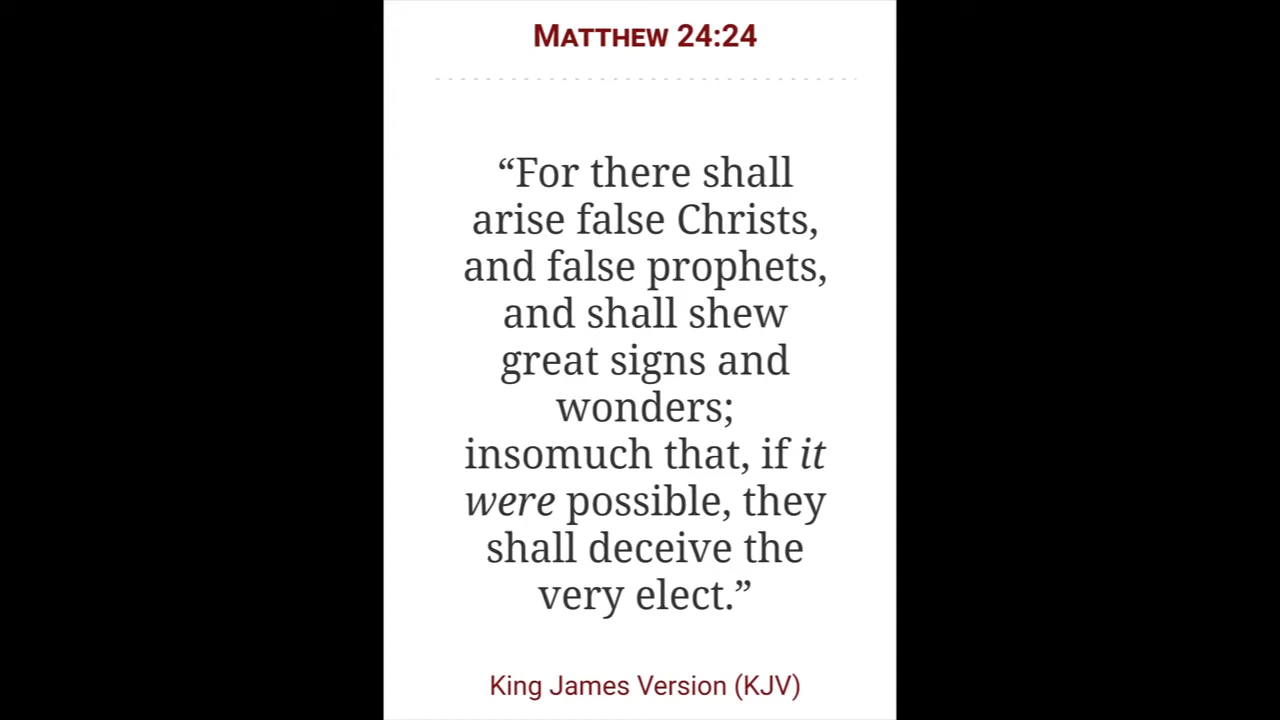 MATTHEW 24:24
“For there shall
arise false Christs,
and false prophets,
and shall shew
great signs and
wonders;
insomuch that, if it
were possible, they
shall deceive the
very elect.”
King James Version (KJV)